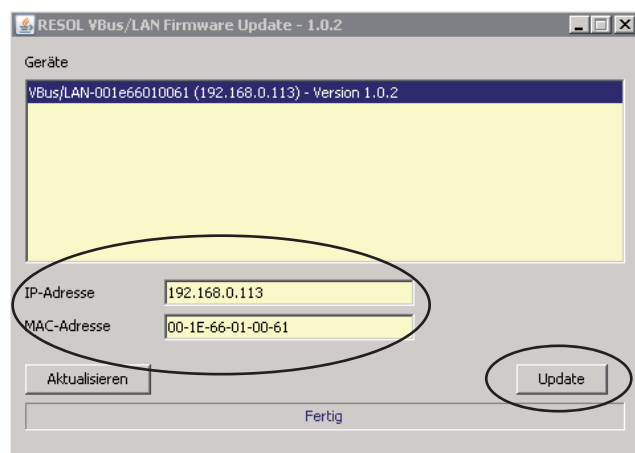 RESOL VBus/LAN Firmware Update - 1.0.2
Geräte
VBus/LAN-001e66010061 (192.168.0.113) - Version 1.0.2
IP-Adresse 192.168.0.113
MAC-Adresse 00-1E-66-01-00-61
Aktualisieren Update
Fertig